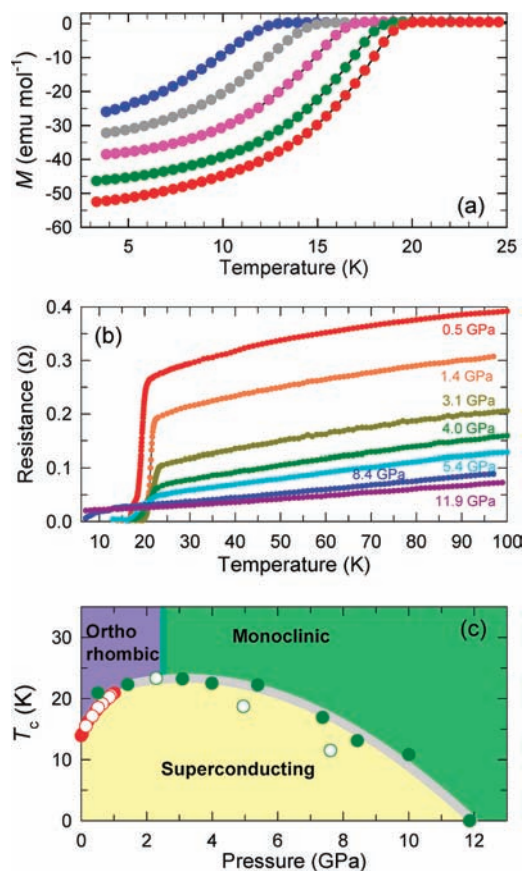 0
-10
-20
-30
-40
-50
-60
M (emu mol⁻¹)
(a)
5 10 15 20 25
Temperature (K)
0.4
0.3
0.2
0.1
0.0
Resistance (Ω)
(b)
0.5 GPa
1.4 GPa
3.1 GPa
4.0 GPa
5.4 GPa
8.4 GPa
11.9 GPa
10 20 30 40 50 60 70 80 90 100
Temperature (K)
30
20
10
0
Tc (K)
Ortho
rhombic
Monoclinic
(c)
Superconducting
0 2 4 6 8 10 12
Pressure (GPa)